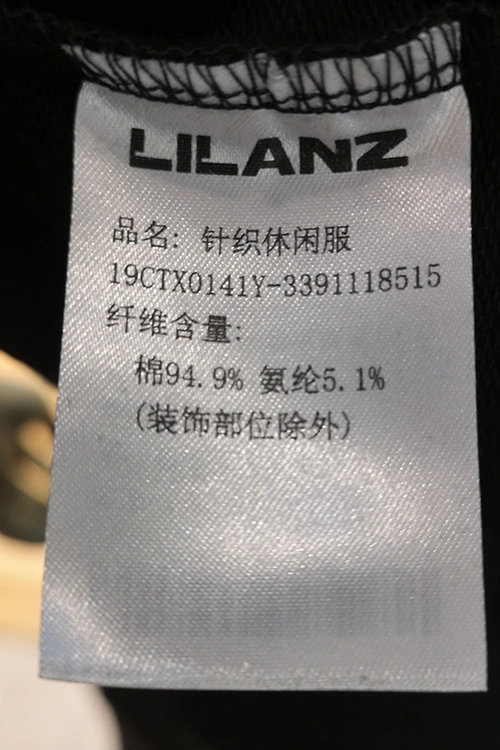 LILANZ
品名: 针织休闲服
19CTX0141Y-3391118515
纤维含量:
棉94.9% 氨纶5.1%
(装饰部位除外)